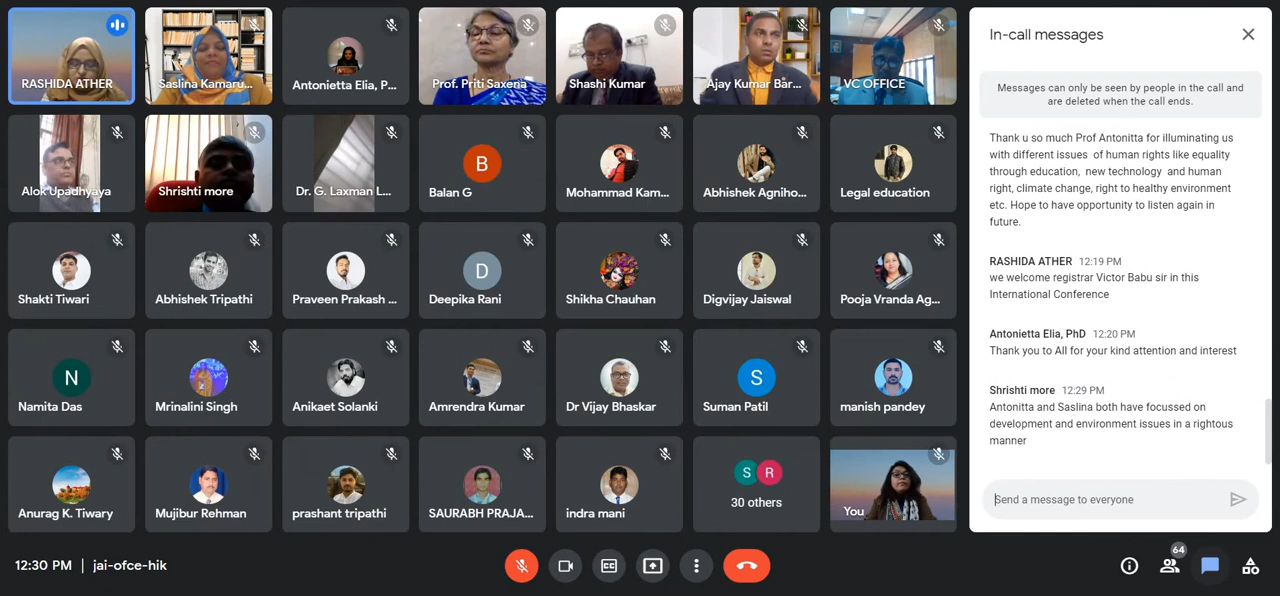 RASHIDA ATHER
Saslina Kamaru...
Antonietta Elia, P...
Prof. Priti Saxena
Shashi Kumar
Ajay Kumar Bar...
VC OFFICE
Alok Upadhyaya
Shrishti more
Dr. G. Laxman L...
B
Balan G
Mohammad Kam...
Abhishek Agniho...
Legal education
Shakti Tiwari
Abhishek Tripathi
Praveen Prakash ...
D
Deepika Rani
Shikha Chauhan
Digvijay Jaiswal
Pooja Vranda Ag...
N
Namita Das
Mrinalini Singh
Anikaet Solanki
Amrendra Kumar
Dr Vijay Bhaskar
S
Suman Patil
manish pandey
Anurag K. Tiwary
Mujibur Rehman
prashant tripathi
SAURABH PRAJA...
indra mani
S R
30 others
You
12:30 PM | jai-ofce-hik
In-call messages
Messages can only be seen by people in the call and
are deleted when the call ends.
Thank u so much Prof Antonitta for illuminating us
with different issues of human rights like equality
through education, new technology and human
right, climate change, right to healthy environment
etc. Hope to have opportunity to listen again in
future.
RASHIDA ATHER 12:19 PM
we welcome registrar Victor Babu sir in this
International Conference
Antonietta Elia, PhD 12:20 PM
Thank you to All for your kind attention and interest
Shrishti more 12:29 PM
Antonitta and Saslina both have focussed on
development and environment issues in a rightous
manner
Send a message to everyone
64